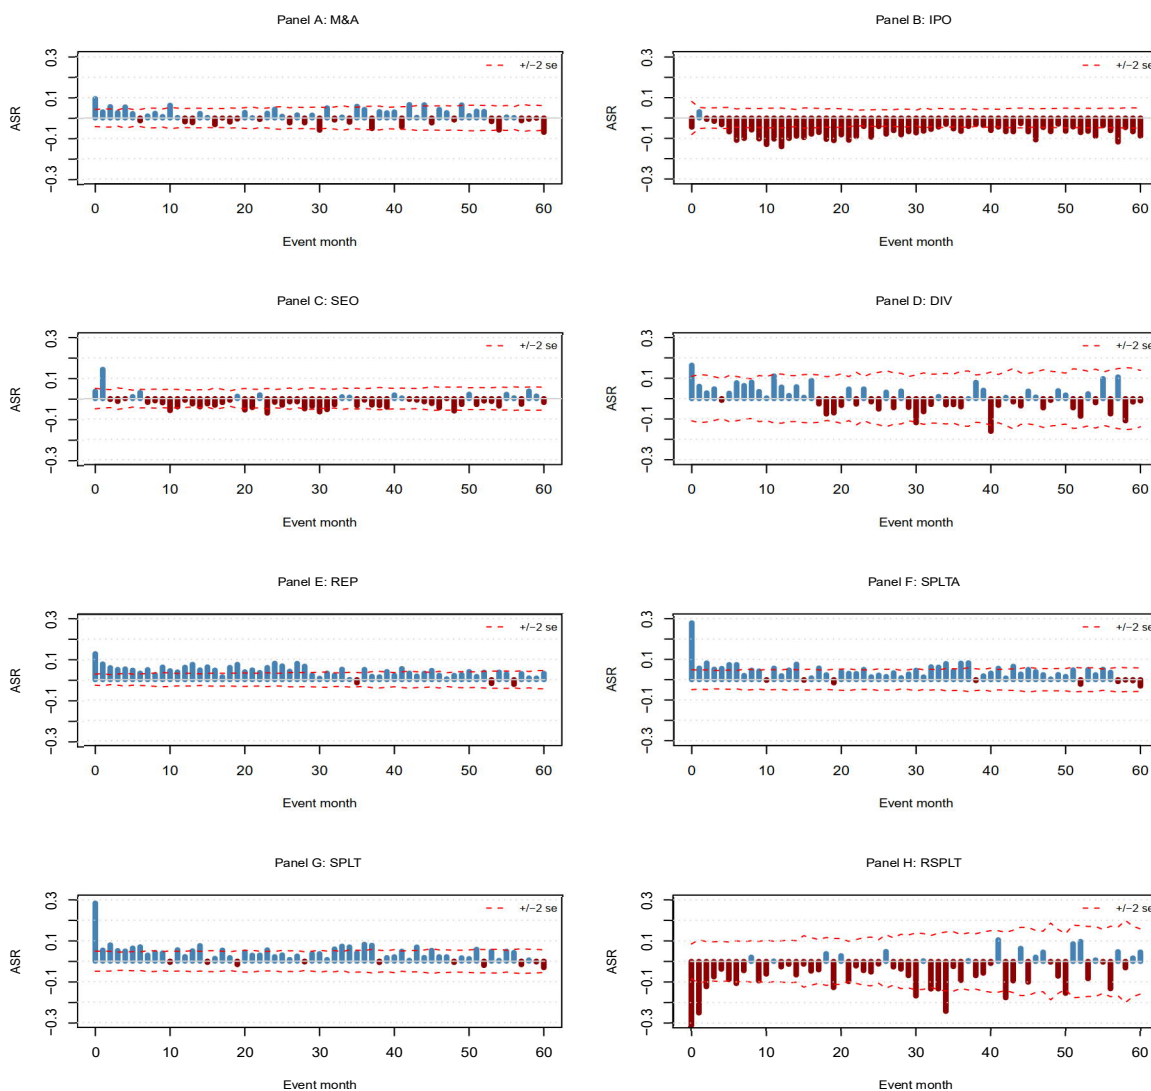 Panel A: M&A
0.3
0.1
−0.1
−0.3
ASR
+/−2 se
0 10 20 30 40 50 60
Event month
Panel B: IPO
0.3
0.1
−0.1
−0.3
ASR
+/−2 se
0 10 20 30 40 50 60
Event month
Panel C: SEO
0.3
0.1
−0.1
−0.3
ASR
+/−2 se
0 10 20 30 40 50 60
Event month
Panel D: DIV
0.3
0.1
−0.1
−0.3
ASR
+/−2 se
0 10 20 30 40 50 60
Event month
Panel E: REP
0.3
0.1
−0.1
−0.3
ASR
+/−2 se
0 10 20 30 40 50 60
Event month
Panel F: SPLTA
0.3
0.1
−0.1
−0.3
ASR
+/−2 se
0 10 20 30 40 50 60
Event month
Panel G: SPLT
0.3
0.1
−0.1
−0.3
ASR
+/−2 se
0 10 20 30 40 50 60
Event month
Panel H: RSPLT
0.3
0.1
−0.1
−0.3
ASR
+/−2 se
0 10 20 30 40 50 60
Event month